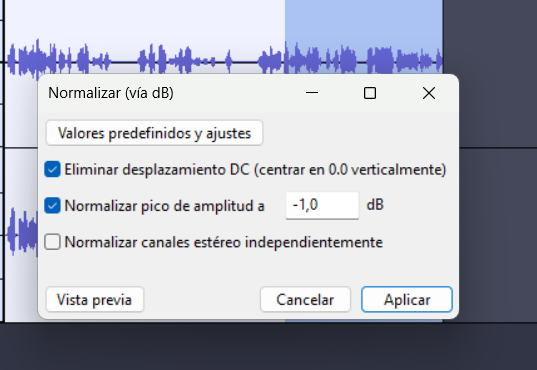 Normalizar (vía dB)
Valores predefinidos y ajustes
Eliminar desplazamiento DC (centrar en 0.0 verticalmente)
Normalizar pico de amplitud a -1,0 dB
Normalizar canales estéreo independientemente
Vista previa Cancelar Aplicar